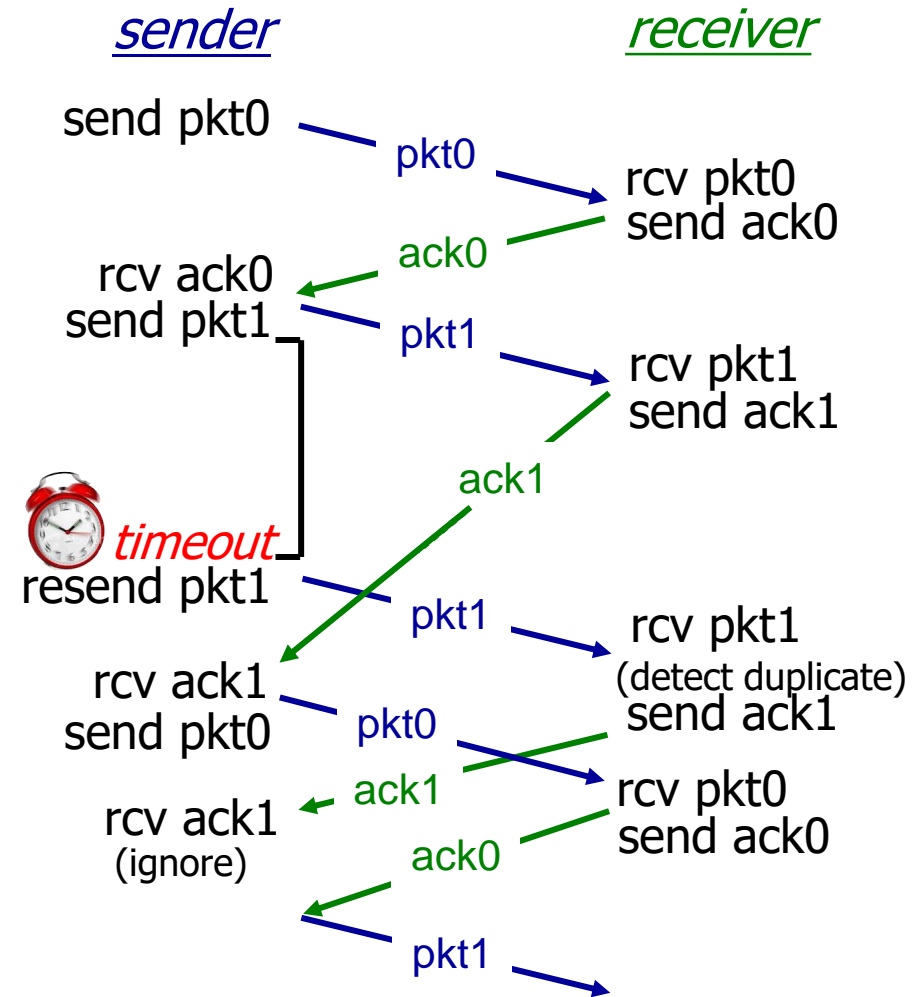 sender
receiver
send pkt0
pkt0
rcv pkt0
send ack0
ack0
rcv ack0
send pkt1
pkt1
rcv pkt1
send ack1
ack1
timeout
resend pkt1
pkt1
rcv pkt1
(detect duplicate)
send ack1
rcv ack1
send pkt0
pkt0
ack1
rcv pkt0
send ack0
rcv ack1
(ignore)
ack0
pkt1